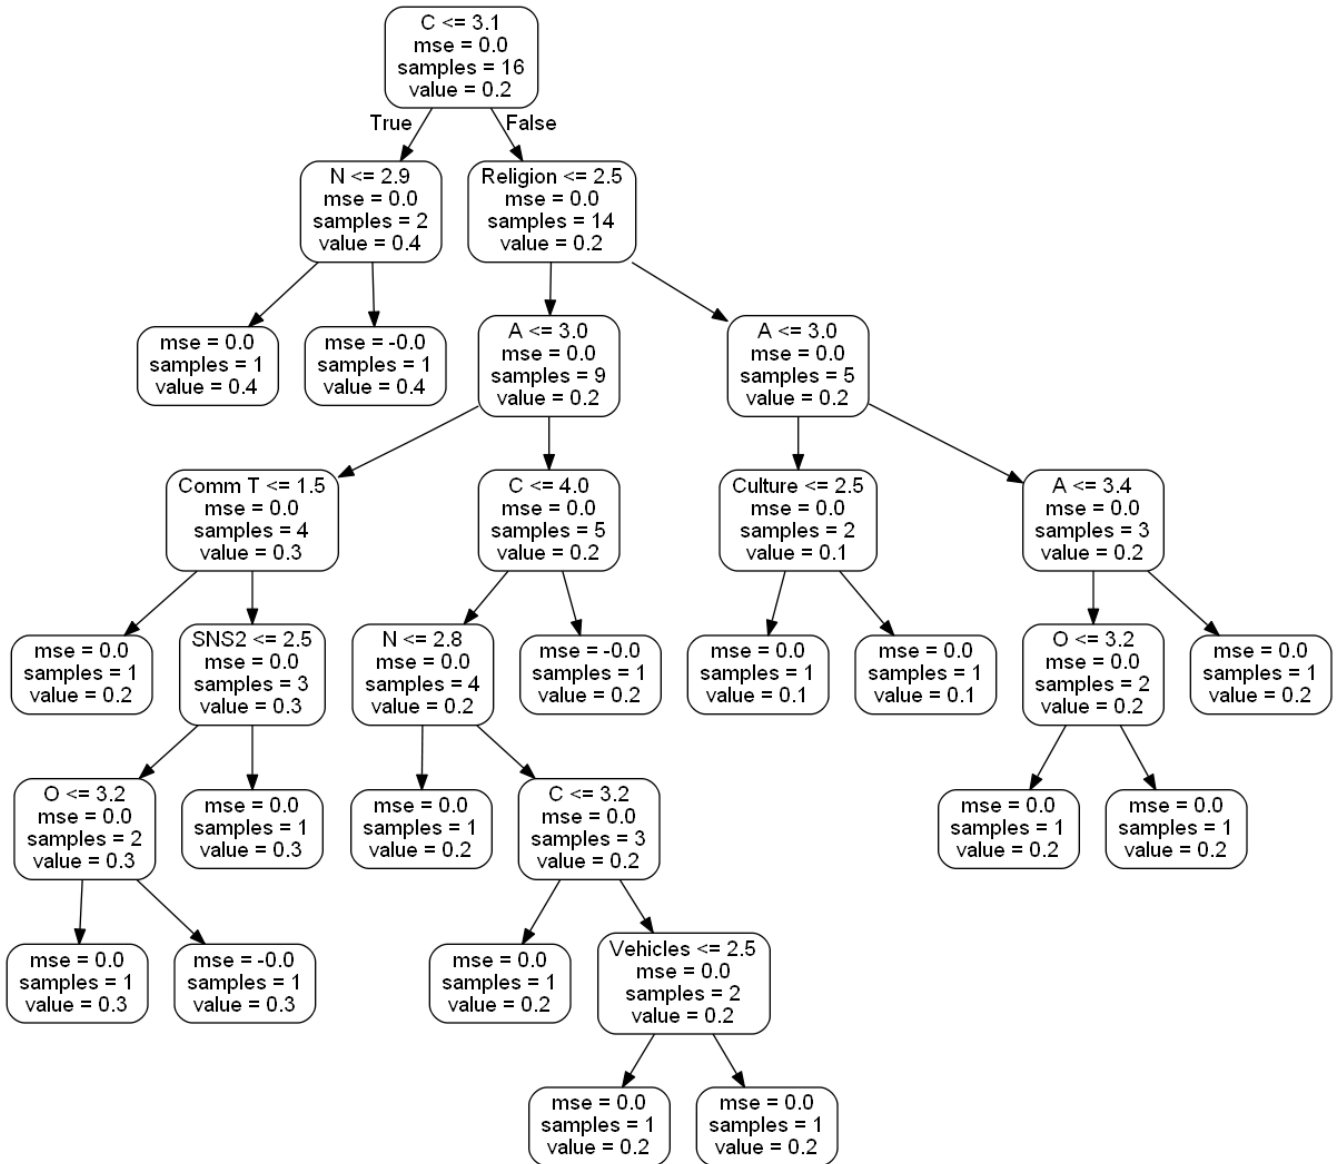 C <= 3.1
mse = 0.0
samples = 16
value = 0.2
True
False
N <= 2.9
mse = 0.0
samples = 2
value = 0.4
Religion <= 2.5
mse = 0.0
samples = 14
value = 0.2
mse = 0.0
samples = 1
value = 0.4
mse = -0.0
samples = 1
value = 0.4
A <= 3.0
mse = 0.0
samples = 9
value = 0.2
A <= 3.0
mse = 0.0
samples = 5
value = 0.2
Comm T <= 1.5
mse = 0.0
samples = 4
value = 0.3
C <= 4.0
mse = 0.0
samples = 5
value = 0.2
Culture <= 2.5
mse = 0.0
samples = 2
value = 0.1
A <= 3.4
mse = 0.0
samples = 3
value = 0.2
mse = 0.0
samples = 1
value = 0.2
SNS2 <= 2.5
mse = 0.0
samples = 3
value = 0.3
N <= 2.8
mse = 0.0
samples = 4
value = 0.2
mse = -0.0
samples = 1
value = 0.2
mse = 0.0
samples = 1
value = 0.1
mse = 0.0
samples = 1
value = 0.1
O <= 3.2
mse = 0.0
samples = 2
value = 0.2
mse = 0.0
samples = 1
value = 0.2
O <= 3.2
mse = 0.0
samples = 2
value = 0.3
mse = 0.0
samples = 1
value = 0.3
mse = 0.0
samples = 1
value = 0.2
C <= 3.2
mse = 0.0
samples = 3
value = 0.2
mse = 0.0
samples = 1
value = 0.2
mse = 0.0
samples = 1
value = 0.2
mse = 0.0
samples = 1
value = 0.3
mse = -0.0
samples = 1
value = 0.3
mse = 0.0
samples = 1
value = 0.2
Vehicles <= 2.5
mse = 0.0
samples = 2
value = 0.2
mse = 0.0
samples = 1
value = 0.2
mse = 0.0
samples = 1
value = 0.2